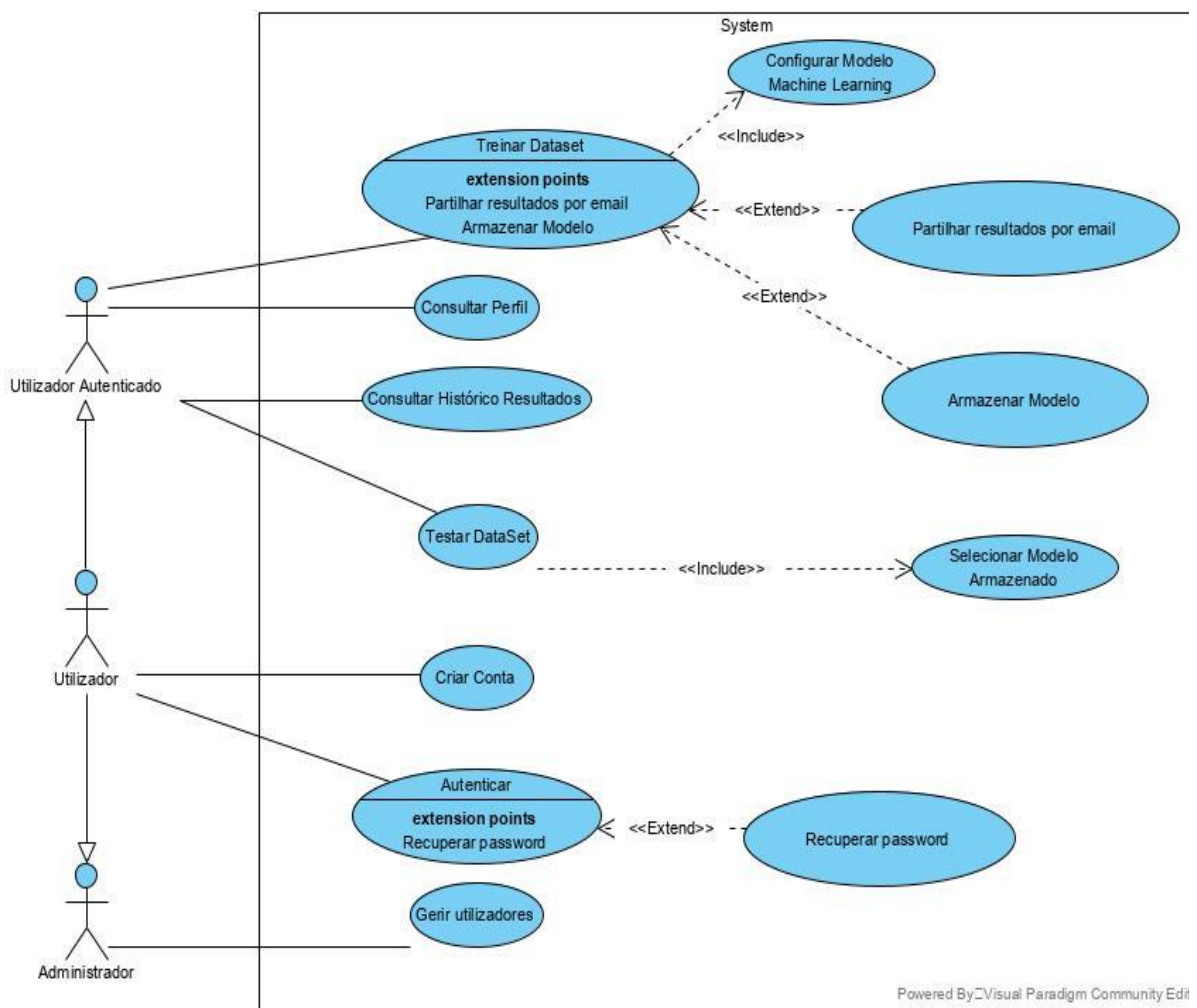 System
Configurar Modelo
Machine Learning
<<Include>>
Treinar Dataset
extension points
Partilhar resultados por email
Armazenar Modelo
<<Extend>>
Partilhar resultados por email
<<Extend>>
Consultar Perfil
Utilizador Autenticado
Consultar Histórico Resultados
Armazenar Modelo
Testar DataSet
<<Include>>
Selecionar Modelo
Armazenado
Utilizador
Criar Conta
Autenticar
extension points
Recuperar password
<<Extend>>
Recuperar password
Gerir utilizadores
Administrador
Powered By Visual Paradigm Community Edit